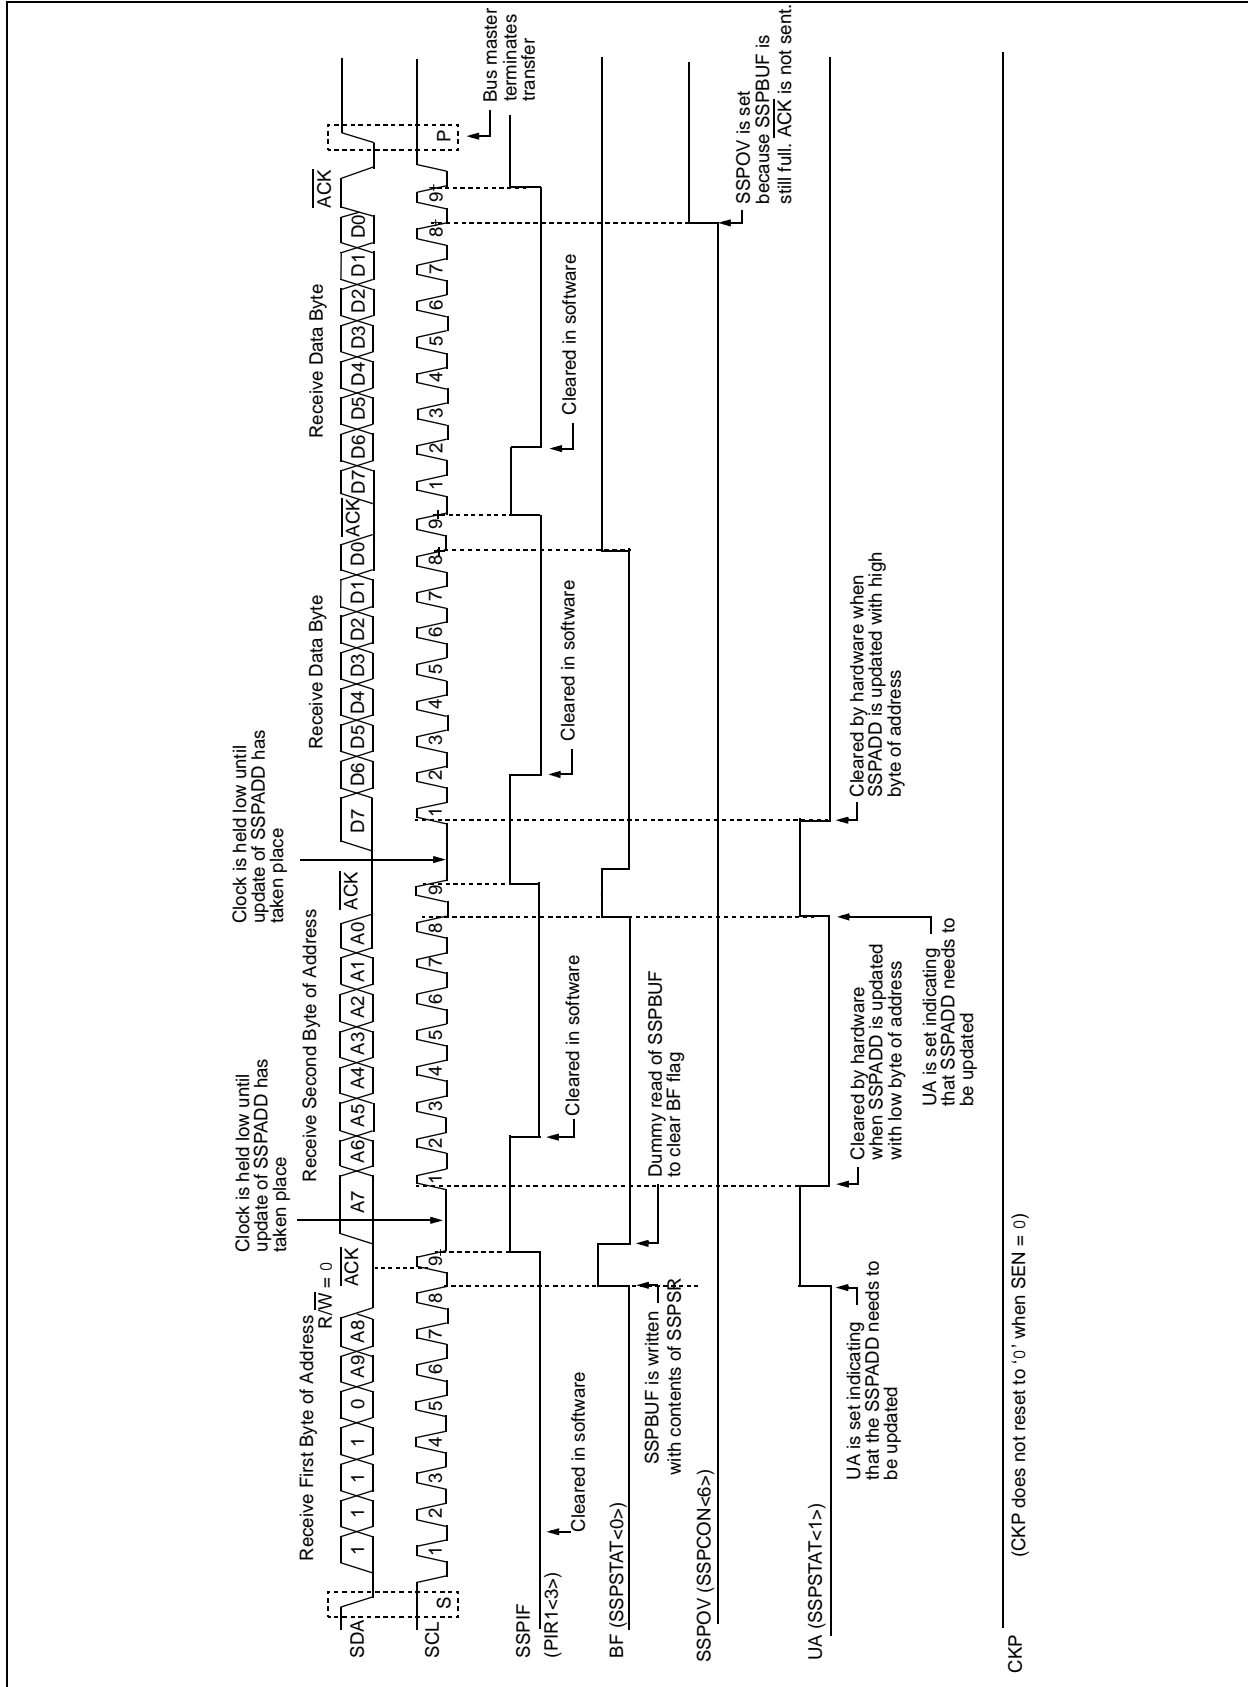 Receive First Byte of Address
R/W = 0
Receive Second Byte of Address
Clock is held low until
update of SSPADD has
taken place
Clock is held low until
update of SSPADD has
taken place
Receive Data Byte
Receive Data Byte
SDA
1 1 1 1 0 A9 A8 ACK A7 A6 A5 A4 A3 A2 A1 A0 ACK D7 D6 D5 D4 D3 D2 D1 D0 ACK D7 D6 D5 D4 D3 D2 D1 D0 ACK
SCL
S 1 2 3 4 5 6 7 8 9 1 2 3 4 5 6 7 8 9 1 2 3 4 5 6 7 8 9 1 2 3 4 5 6 7 8 9 P
Bus master
terminates
transfer
SSPIF
(PIR1<3>)
Cleared in software
Cleared in software
Cleared in software
Cleared in software
BF (SSPSTAT<0>)
SSPBUF is written
with contents of SSPSR
Dummy read of SSPBUF
to clear BF flag
SSPOV (SSPCON<6>)
SSPOV is set
because SSPBUF is
still full. ACK is not sent.
UA (SSPSTAT<1>)
UA is set indicating
that the SSPADD needs to
be updated
Cleared by hardware
when SSPADD is updated
with low byte of address
UA is set indicating
that SSPADD needs to
be updated
Cleared by hardware when
SSPADD is updated with high
byte of address
CKP
(CKP does not reset to ‘0’ when SEN = 0)